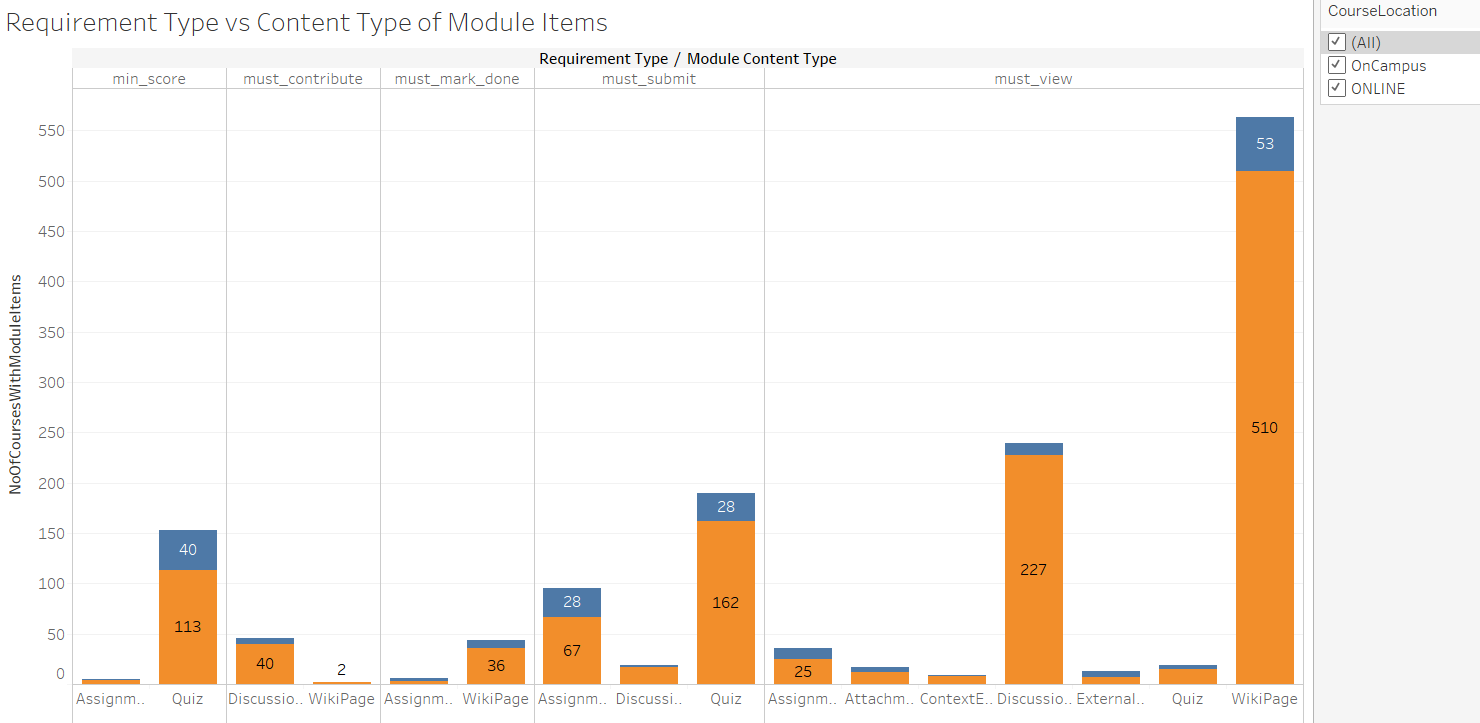 Requirement Type vs Content Type of Module Items
CourseLocation
(All)
OnCampus
ONLINE
Requirement Type / Module Content Type
min_score must_contribute must_mark_done must_submit must_view
NoOfCoursesWithModuleItems
550
500
450
400
350
300
250
200
150
100
50
0
40
113
40
2
36
28
67
28
162
25
227
53
510
Assignm.. Quiz Discussio.. WikiPage Assignm.. WikiPage Assignm.. Discussi.. Quiz Assignm.. Attachm.. ContextE.. Discussio.. External.. Quiz WikiPage